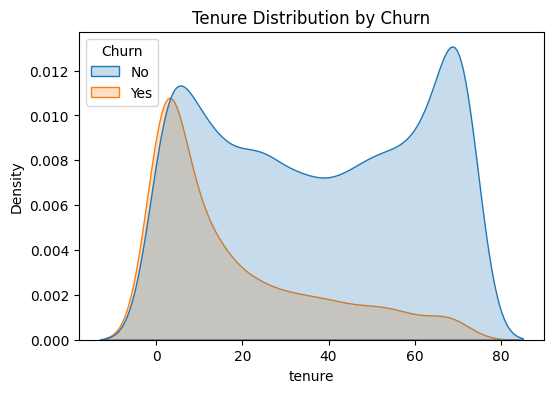 Tenure Distribution by Churn
Churn
No
Yes
0.012
0.010
0.008
0.006
0.004
0.002
0.000
Density
0 20 40 60 80
tenure